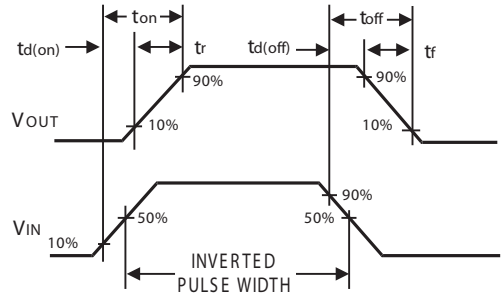 ton
toff
td(on)
tr
td(off)
tf
90%
90%
VOUT
10%
10%
90%
50%
50%
VIN
10%
INVERTED
PULSE WIDTH